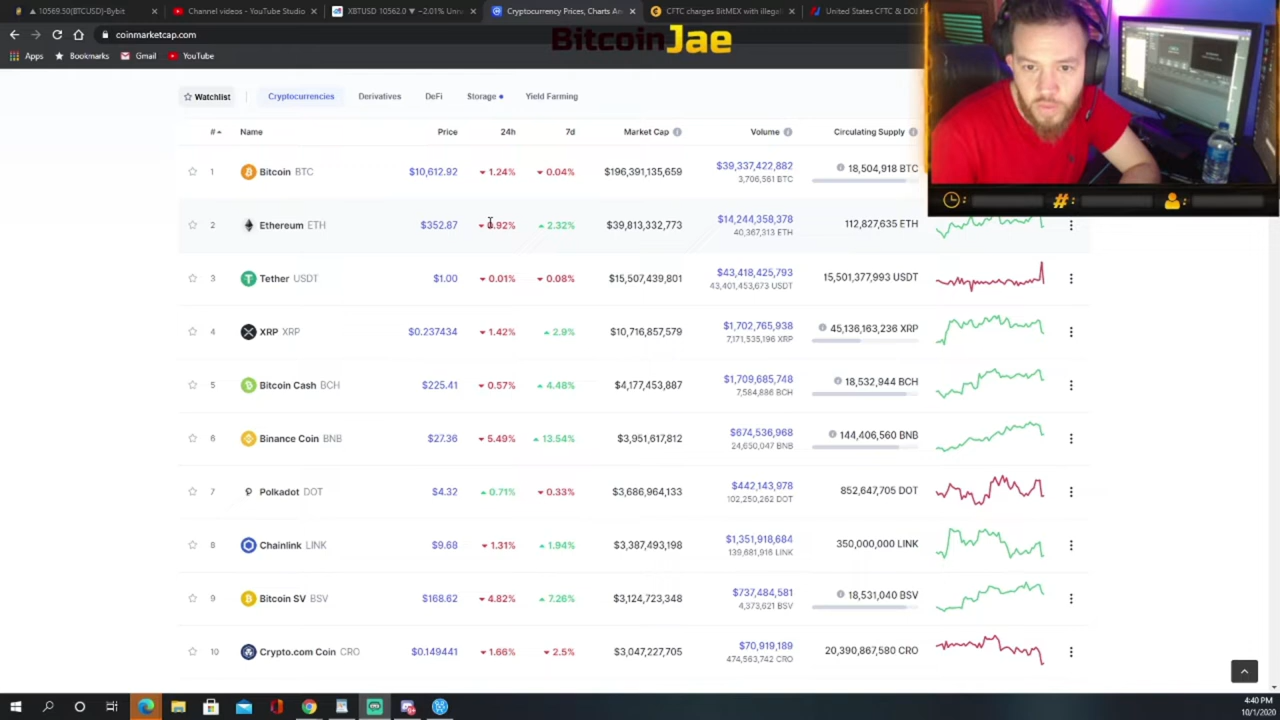 10569.50(BTCUSD)-Bybit
Channel videos - YouTube Studio
XBTUSD 10562.0 ▼ −2.01% Unn
Cryptocurrency Prices, Charts An
CFTC charges BitMEX with illegal
United States CFTC & DOJ
coinmarketcap.com
BitcoinJae
Apps
Bookmarks
Gmail
YouTube
Watchlist
Cryptocurrencies
Derivatives
DeFi
Storage
Yield Farming
# Name Price 24h 7d Market Cap Volume Circulating Supply
1 Bitcoin BTC $10,612.92 1.24% 0.04% $196,391,135,659 $39,337,422,882 18,504,918 BTC
3,706,561 BTC
2 Ethereum ETH $352.87 .92% 2.32% $39,813,332,773 $14,244,358,378 112,827,635 ETH
40,367,313 ETH
3 Tether USDT $1.00 0.01% 0.08% $15,507,439,801 $43,418,425,793 15,501,377,993 USDT
43,401,453,673 USDT
4 XRP XRP $0.237434 1.42% 2.9% $10,716,857,579 $1,702,765,938 45,136,163,236 XRP
7,171,535,196 XRP
5 Bitcoin Cash BCH $225.41 0.57% 4.48% $4,177,453,887 $1,709,685,748 18,532,944 BCH
7,584,886 BCH
6 Binance Coin BNB $27.36 5.49% 13.54% $3,951,617,812 $674,536,968 144,406,560 BNB
24,650,047 BNB
7 Polkadot DOT $4.32 0.71% 0.33% $3,686,964,133 $442,143,978 852,647,705 DOT
102,250,262 DOT
8 Chainlink LINK $9.68 1.31% 1.94% $3,387,493,198 $1,351,918,684 350,000,000 LINK
139,681,916 LINK
9 Bitcoin SV BSV $168.62 4.82% 7.26% $3,124,723,348 $737,484,581 18,531,040 BSV
4,373,621 BSV
10 Crypto.com Coin CRO $0.149441 1.66% 2.5% $3,047,227,705 $70,919,189 20,390,867,580 CRO
474,563,742 CRO
4:40 PM
10/1/2020